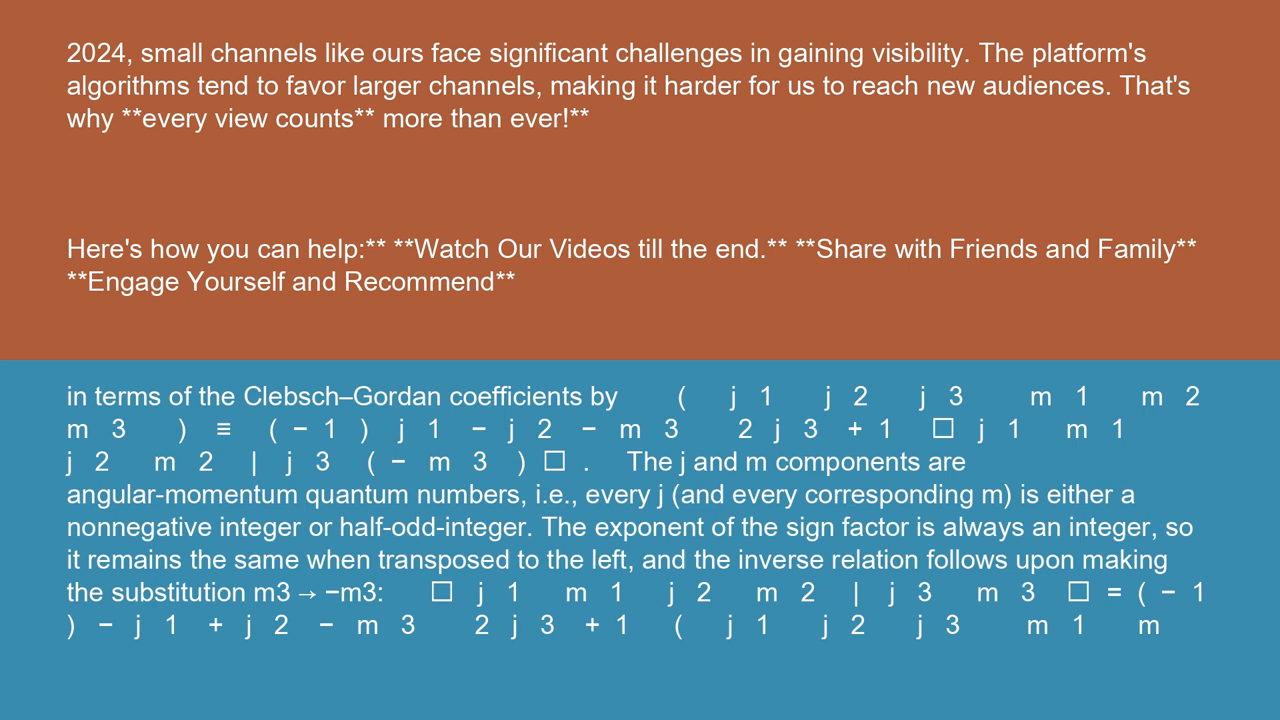 2024, small channels like ours face significant challenges in gaining visibility. The platform's
algorithms tend to favor larger channels, making it harder for us to reach new audiences. That's
why **every view counts** more than ever!**
Here's how you can help:** **Watch Our Videos till the end.** **Share with Friends and Family**
**Engage Yourself and Recommend**
in terms of the Clebsch–Gordan coefficients by ( j 1 j 2 j 3 m 1 m 2
m 3 ) ≡ ( − 1 ) j 1 − j 2 − m 3 2 j 3 + 1 □ j 1 m 1
j 2 m 2 | j 3 ( − m 3 ) □ . The j and m components are
angular-momentum quantum numbers, i.e., every j (and every corresponding m) is either a
nonnegative integer or half-odd-integer. The exponent of the sign factor is always an integer, so
it remains the same when transposed to the left, and the inverse relation follows upon making
the substitution m3 → −m3: □ j 1 m 1 j 2 m 2 | j 3 m 3 □ = ( − 1
) − j 1 + j 2 − m 3 2 j 3 + 1 ( j 1 j 2 j 3 m 1 m